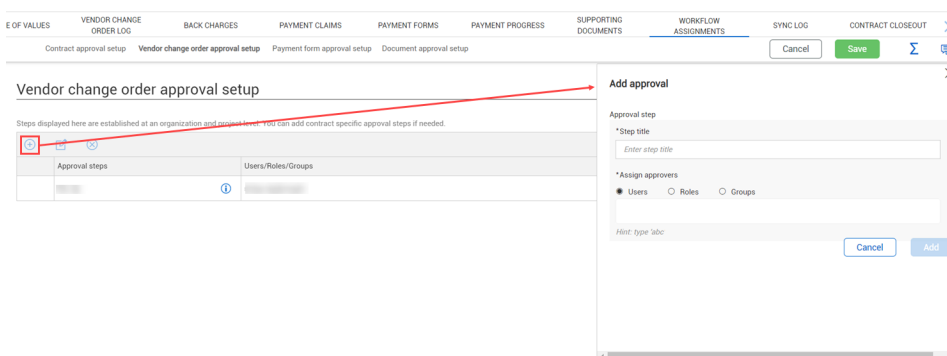 E OF VALUES
VENDOR CHANGE
ORDER LOG
BACK CHARGES
PAYMENT CLAIMS
PAYMENT FORMS
PAYMENT PROGRESS
SUPPORTING
DOCUMENTS
WORKFLOW
ASSIGNMENTS
SYNC LOG
CONTRACT CLOSEOUT
Contract approval setup
Vendor change order approval setup
Payment form approval setup
Document approval setup
Cancel
Save
Σ
Vendor change order approval setup
Steps displayed here are established at an organization and project level. You can add contract specific approval steps if needed.
Approval steps
Users/Roles/Groups
Add approval
Approval step
*Step title
Enter step title
*Assign approvers
Users
Roles
Groups
Hint: type 'abc
Cancel
Add